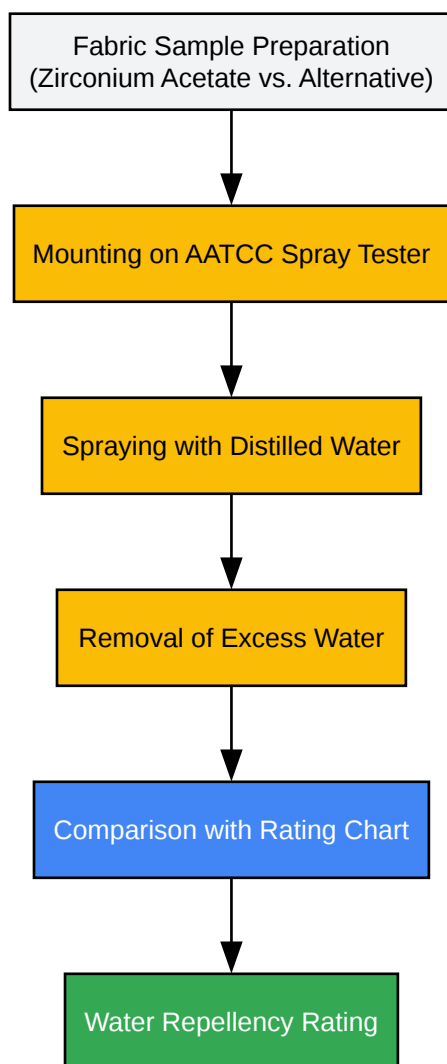 Fabric Sample Preparation
(Zirconium Acetate vs. Alternative)
Mounting on AATCC Spray Tester
Spraying with Distilled Water
Removal of Excess Water
Comparison with Rating Chart
Water Repellency Rating